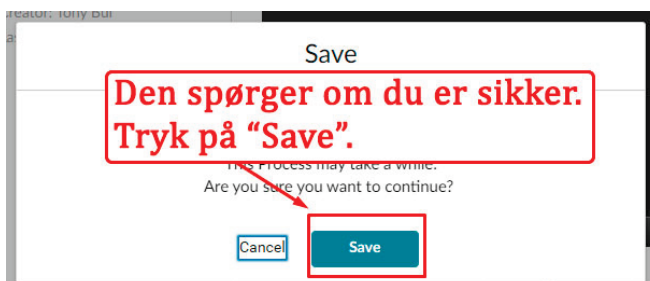 creator: Tony Bui
Save
Den spørger om du er sikker.
Tryk på “Save”.
This Process may take a while.
Are you sure you want to continue?
Cancel
Save